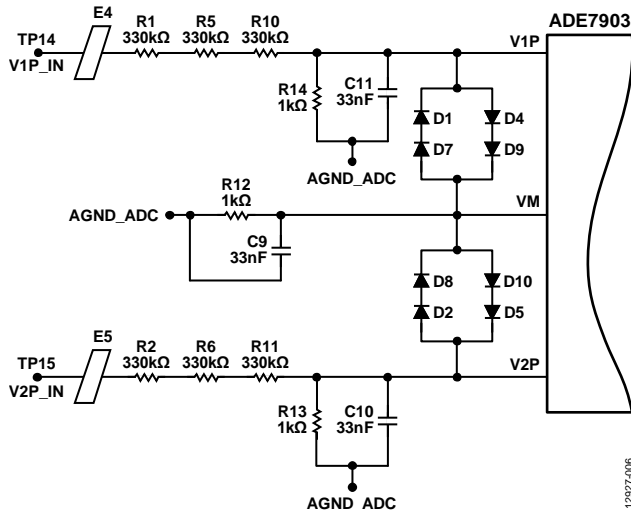 ADE7903
E4
TP14
V1P_IN
R1
330kΩ
R5
330kΩ
R10
330kΩ
V1P
R14
1kΩ
C11
33nF
D1
D7
D4
D9
AGND_ADC
AGND_ADC
R12
1kΩ
VM
C9
33nF
D8
D2
D10
D5
E5
TP15
V2P_IN
R2
330kΩ
R6
330kΩ
R11
330kΩ
V2P
R13
1kΩ
C10
33nF
AGND_ADC
12927-006